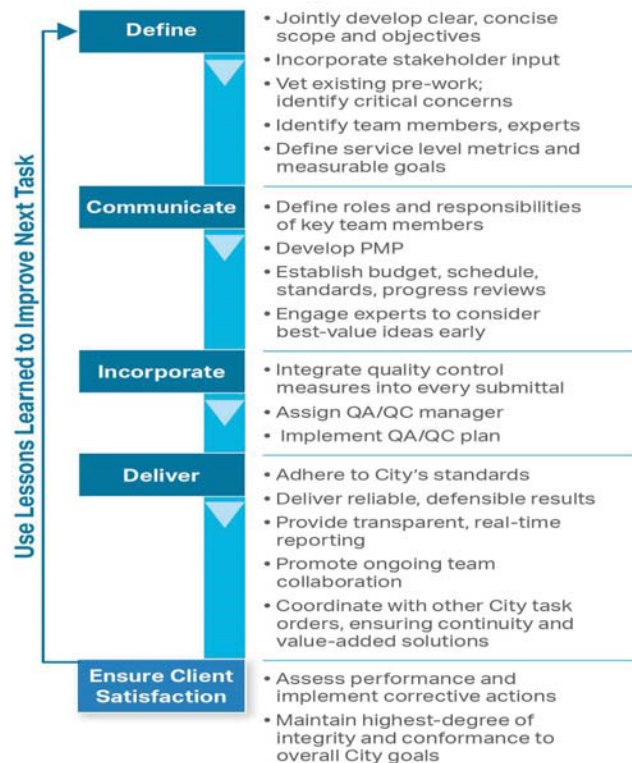 Use Lessons Learned to Improve Next Task
Define
• Jointly develop clear, concise
scope and objectives
• Incorporate stakeholder input
• Vet existing pre-work;
identify critical concerns
• Identify team members, experts
• Define service level metrics and
measurable goals
Communicate
• Define roles and responsibilities
of key team members
• Develop PMP
• Establish budget, schedule,
standards, progress reviews
• Engage experts to consider
best-value ideas early
Incorporate
• Integrate quality control
measures into every submittal
• Assign QA/QC manager
• Implement QA/QC plan
Deliver
• Adhere to City's standards
• Deliver reliable, defensible results
• Provide transparent, real-time
reporting
• Promote ongoing team
collaboration
• Coordinate with other City task
orders, ensuring continuity and
value-added solutions
Ensure Client
Satisfaction
• Assess performance and
implement corrective actions
• Maintain highest-degree of
integrity and conformance to
overall City goals